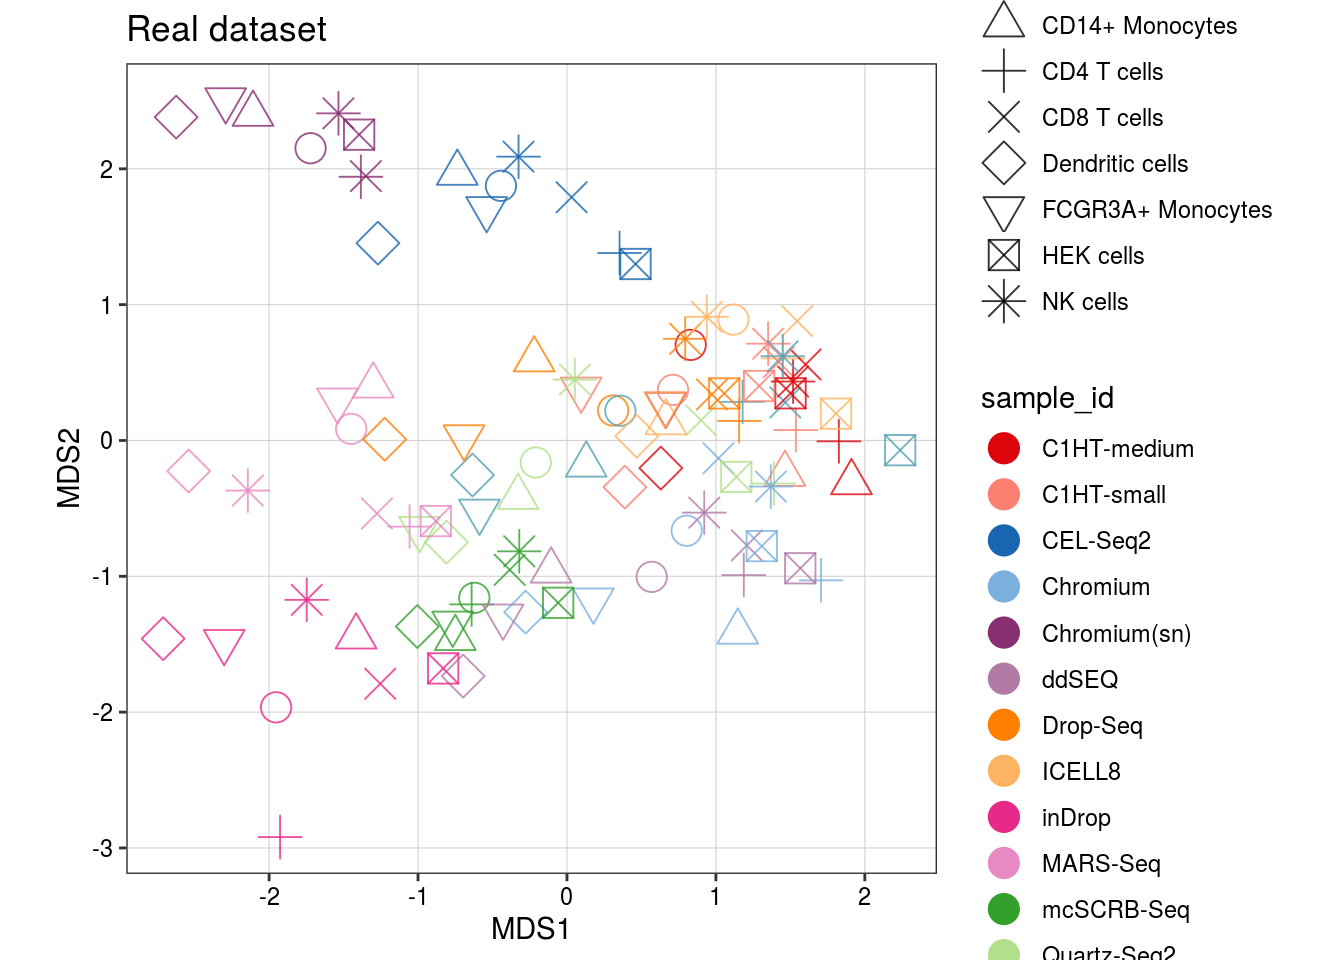 Real dataset
MDS2
2
1
0
-1
-2
-3
-2
-1
0
1
2
MDS1
CD14+ Monocytes
CD4 T cells
CD8 T cells
Dendritic cells
FCGR3A+ Monocytes
HEK cells
NK cells
sample_id
C1HT-medium
C1HT-small
CEL-Seq2
Chromium
Chromium(sn)
ddSEQ
Drop-Seq
ICELL8
inDrop
MARS-Seq
mcSCRB-Seq
Quartz-Seq2